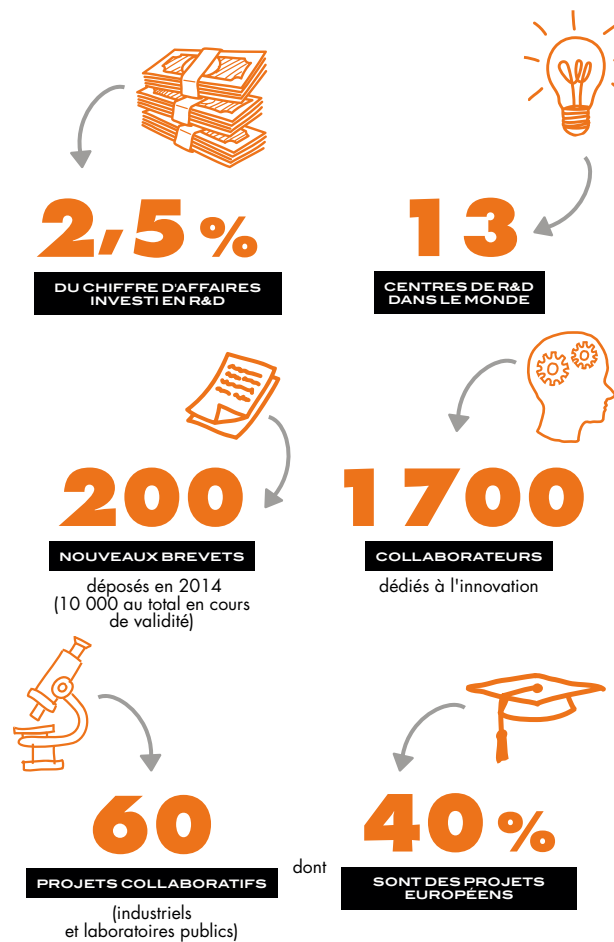 2,5 %
DU CHIFFRE D'AFFAIRES
INVESTI EN R&D
13
CENTRES DE R&D
DANS LE MONDE
200
NOUVEAUX BREVETS
déposés en 2014
(10 000 au total en cours
de validité)
1700
COLLABORATEURS
dédiés à l'innovation
60
PROJETS COLLABORATIFS
(industriels
et laboratoires publics)
dont
40 %
SONT DES PROJETS
EUROPÉENS